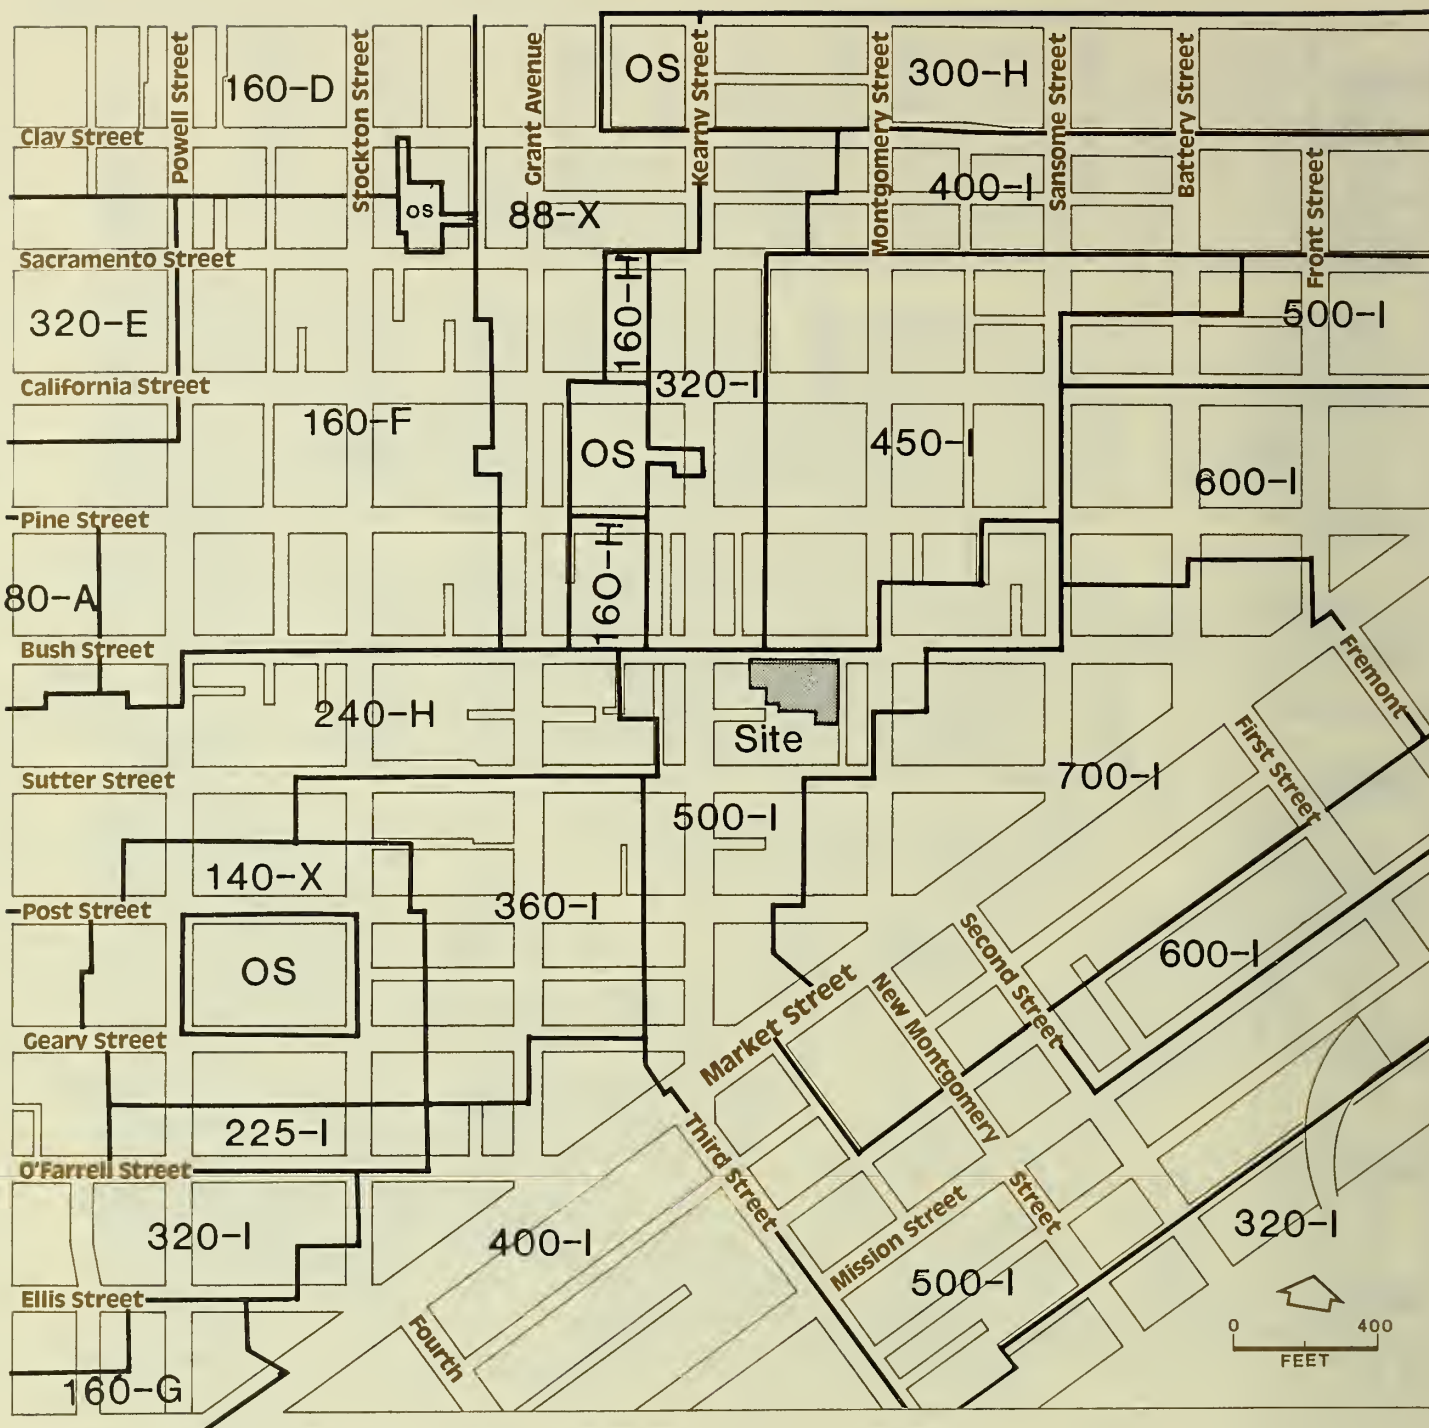 Powell Street
Stockton Street
Grant Avenue
Kearny Street
Montgomery Street
Sansome Street
Battery Street
Front Street
160-D
OS
300-H
Clay Street
400-I
OS
88-X
Sacramento Street
320-E
160-H
500-I
California Street
320-I
160-F
450-I
OS
600-I
Pine Street
80-A
160-H
Bush Street
Fremont
240-H
Site
First Street
Sutter Street
700-I
500-I
140-X
360-I
Post Street
Second Street
600-I
OS
Market Street
New Montgomery
Street
Geary Street
225-I
Third Street
O'Farrell Street
320-I
400-I
Mission Street
320-I
500-I
Ellis Street
Fourth
160-G
0 400
FEET